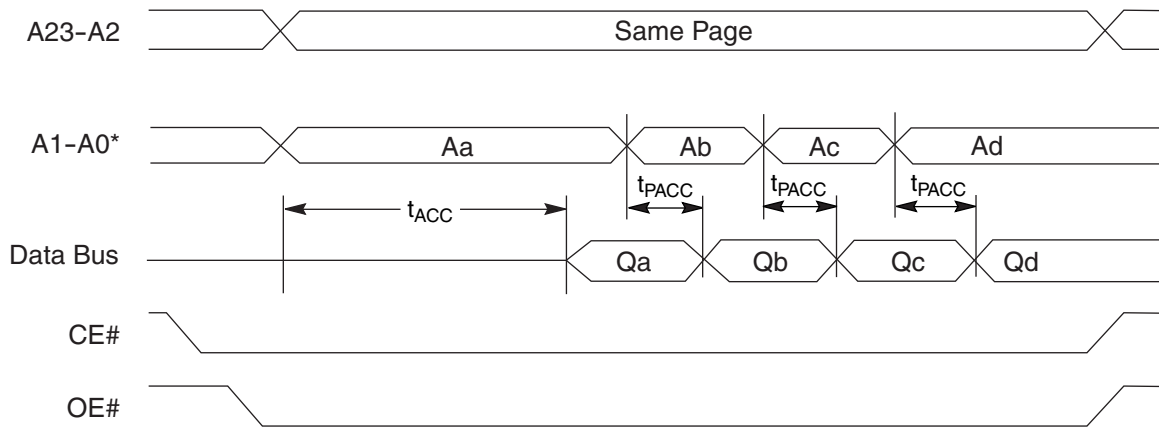 A23-A2
Same Page
A1-A0*
Aa
Ab
Ac
Ad
tACC
tPACC
tPACC
tPACC
Data Bus
Qa
Qb
Qc
Qd
CE#
OE#